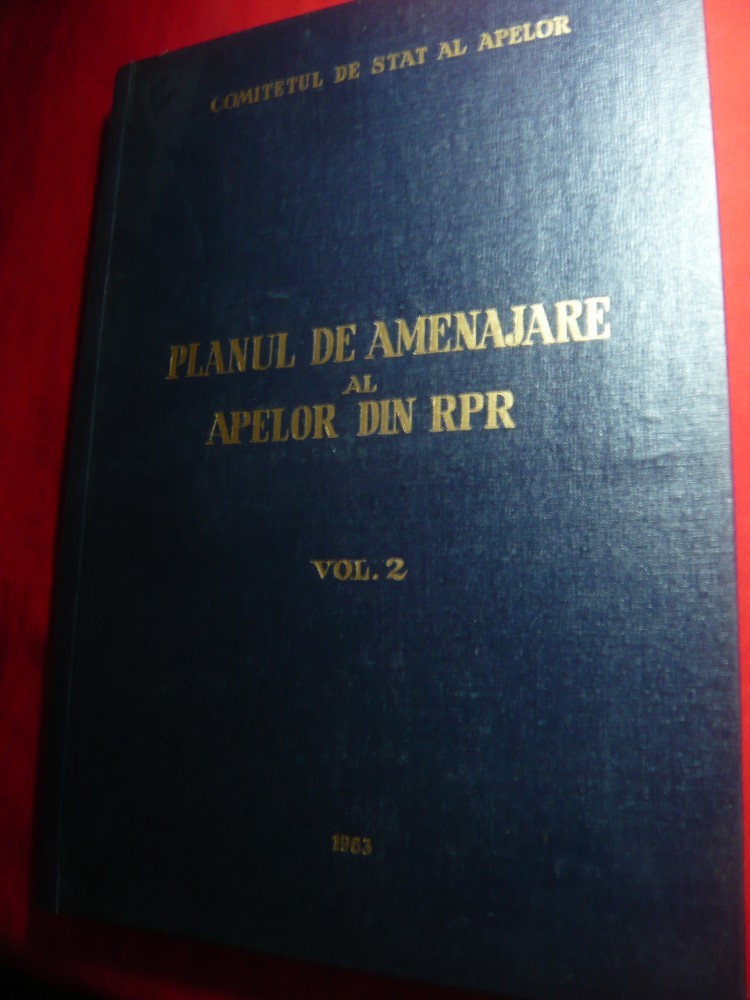 COMITETUL DE STAT AL APELOR
PLANUL DE AMENAJARE
AL
APELOR DIN RPR
VOL. 2
1963